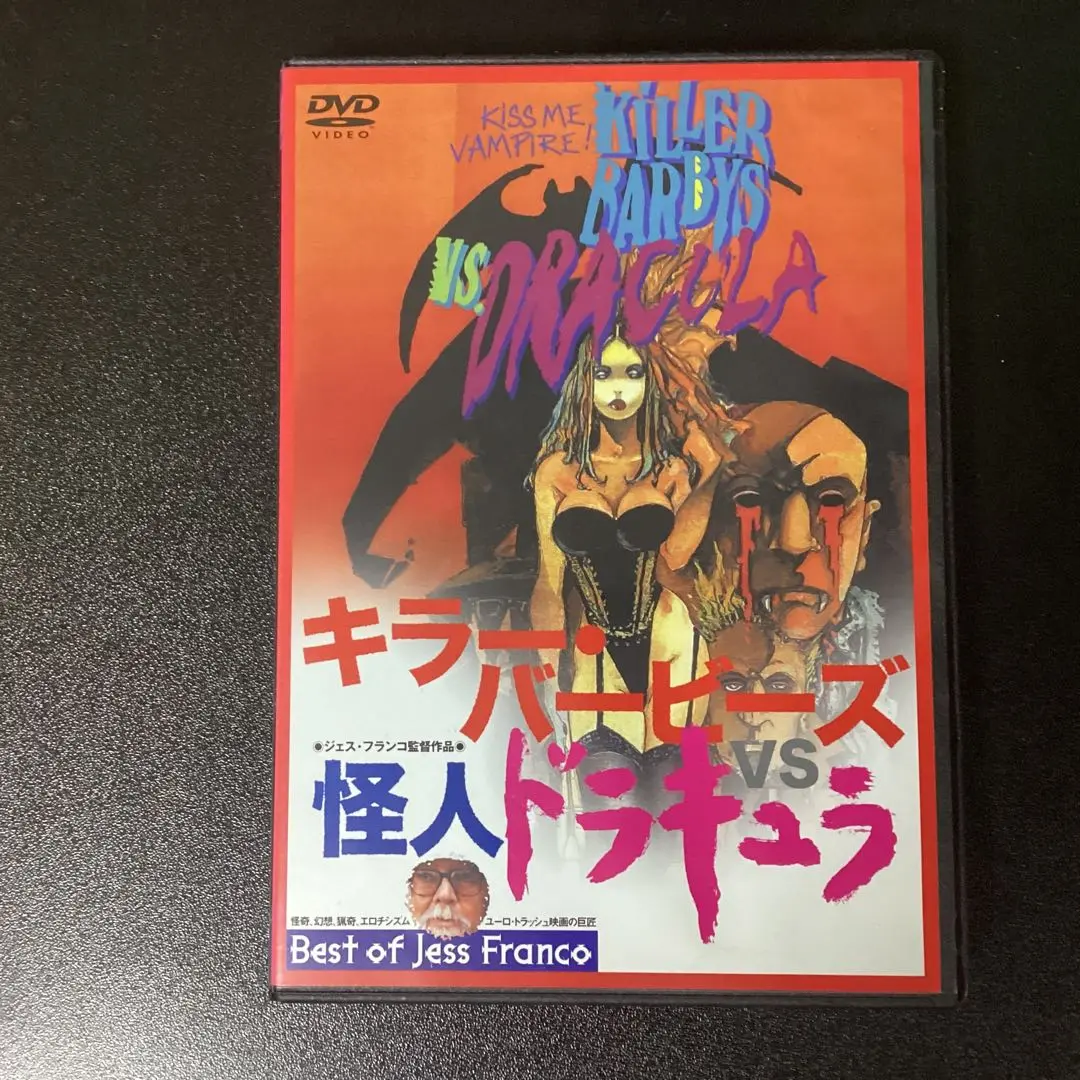 DVD
VIDEO
KISS ME
VAMPIRE!
KILLER
BARBYS
VS. DRACULA
キラー・
バービーズ
VS
●ジェス・フランコ監督作品●
怪人ドラキュラ
怪奇、幻想、猟奇、エロチシズム ユーロ・トラッシュ映画の巨匠
Best of Jess Franco